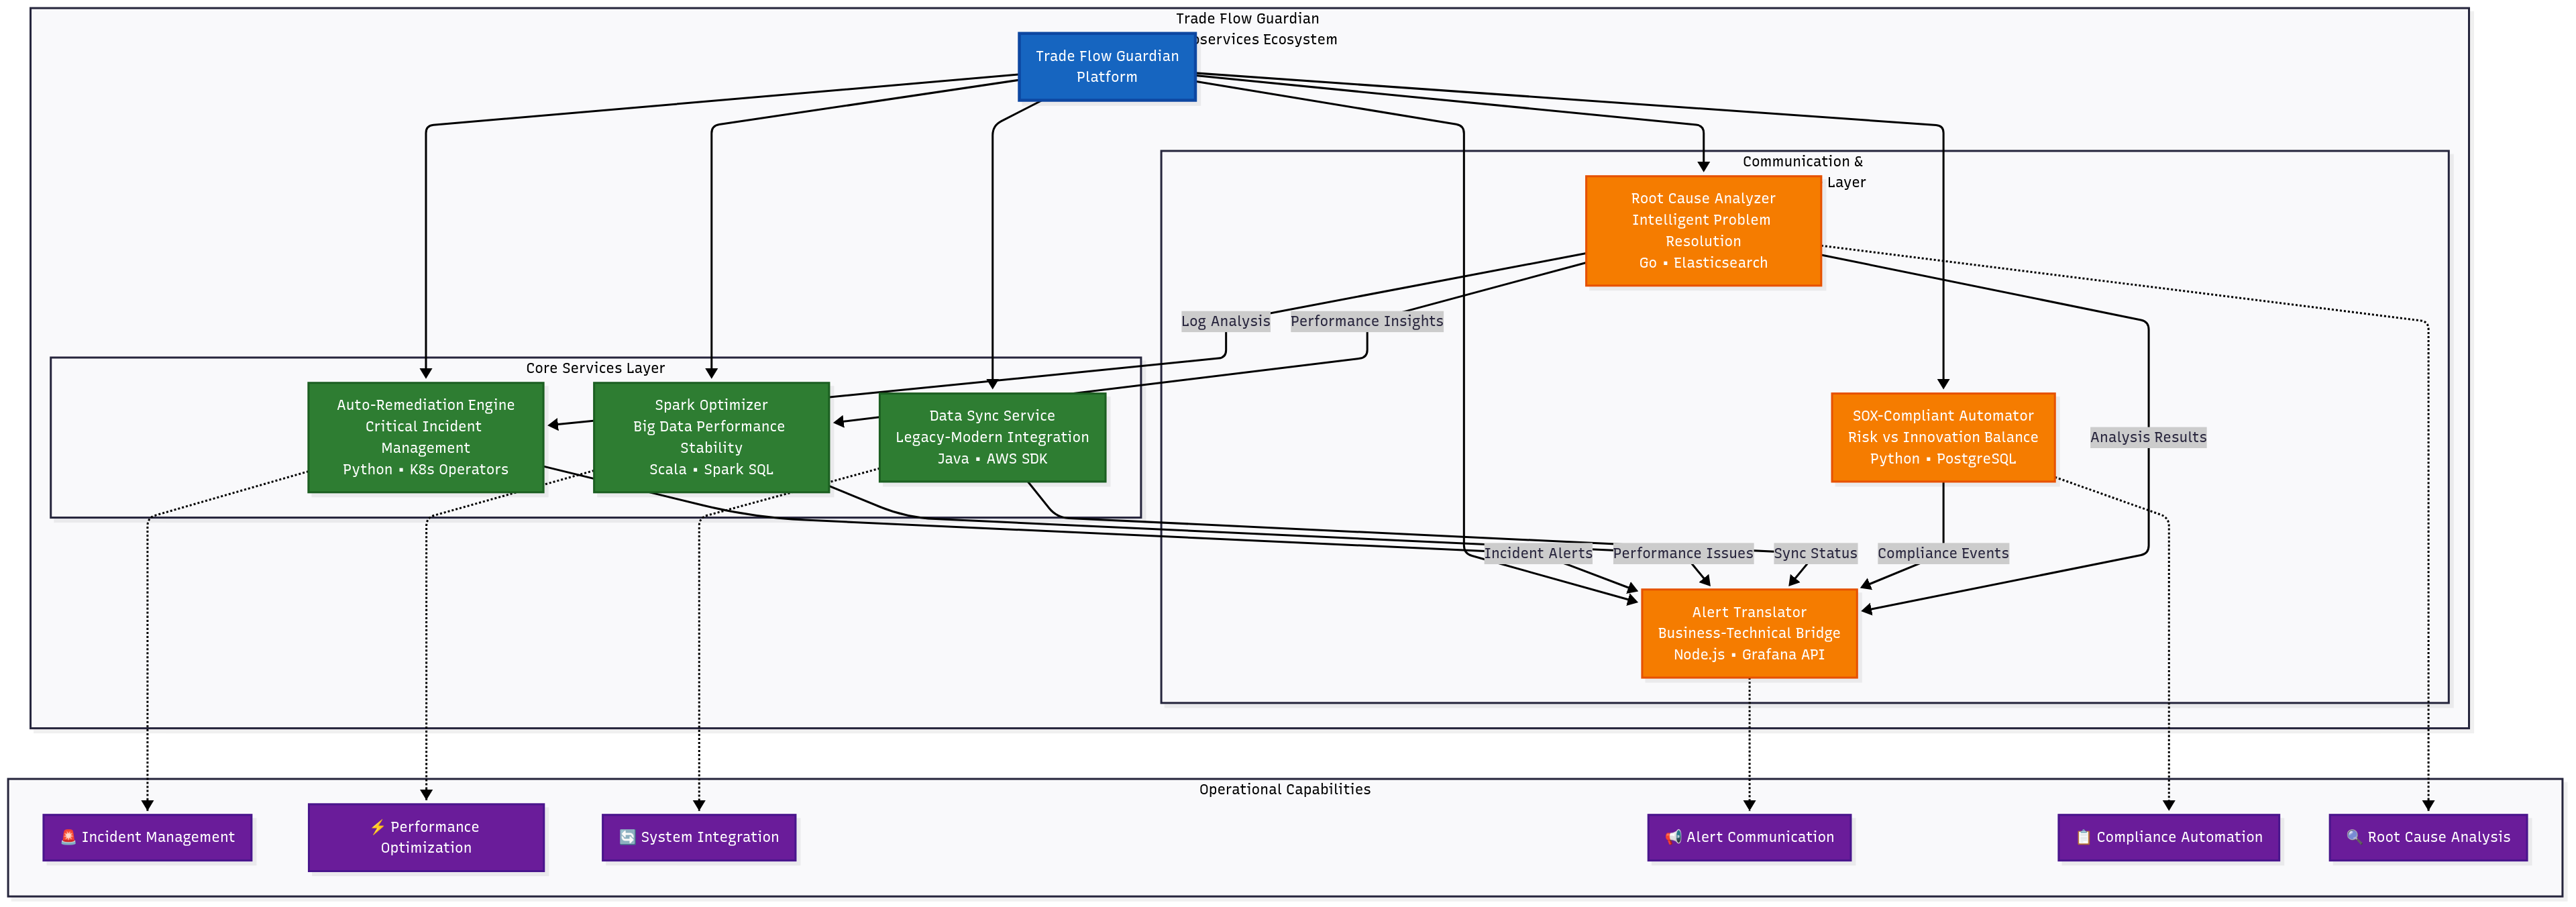 Trade Flow Guardian
oservices Ecosystem
Trade Flow Guardian
Platform
Communication &
Layer
Root Cause Analyzer
Intelligent Problem
Resolution
Go • Elasticsearch
Log Analysis
Performance Insights
Core Services Layer
Auto-Remediation Engine
Critical Incident
Management
Python • K8s Operators
Spark Optimizer
Big Data Performance
Stability
Scala • Spark SQL
Data Sync Service
Legacy-Modern Integration
Java • AWS SDK
SOX-Compliant Automator
Risk vs Innovation Balance
Python • PostgreSQL
Analysis Results
Incident Alerts
Performance Issues
Sync Status
Compliance Events
Alert Translator
Business-Technical Bridge
Node.js • Grafana API
Operational Capabilities
🚨 Incident Management
⚡ Performance
Optimization
🔄 System Integration
📢 Alert Communication
📋 Compliance Automation
🔍 Root Cause Analysis